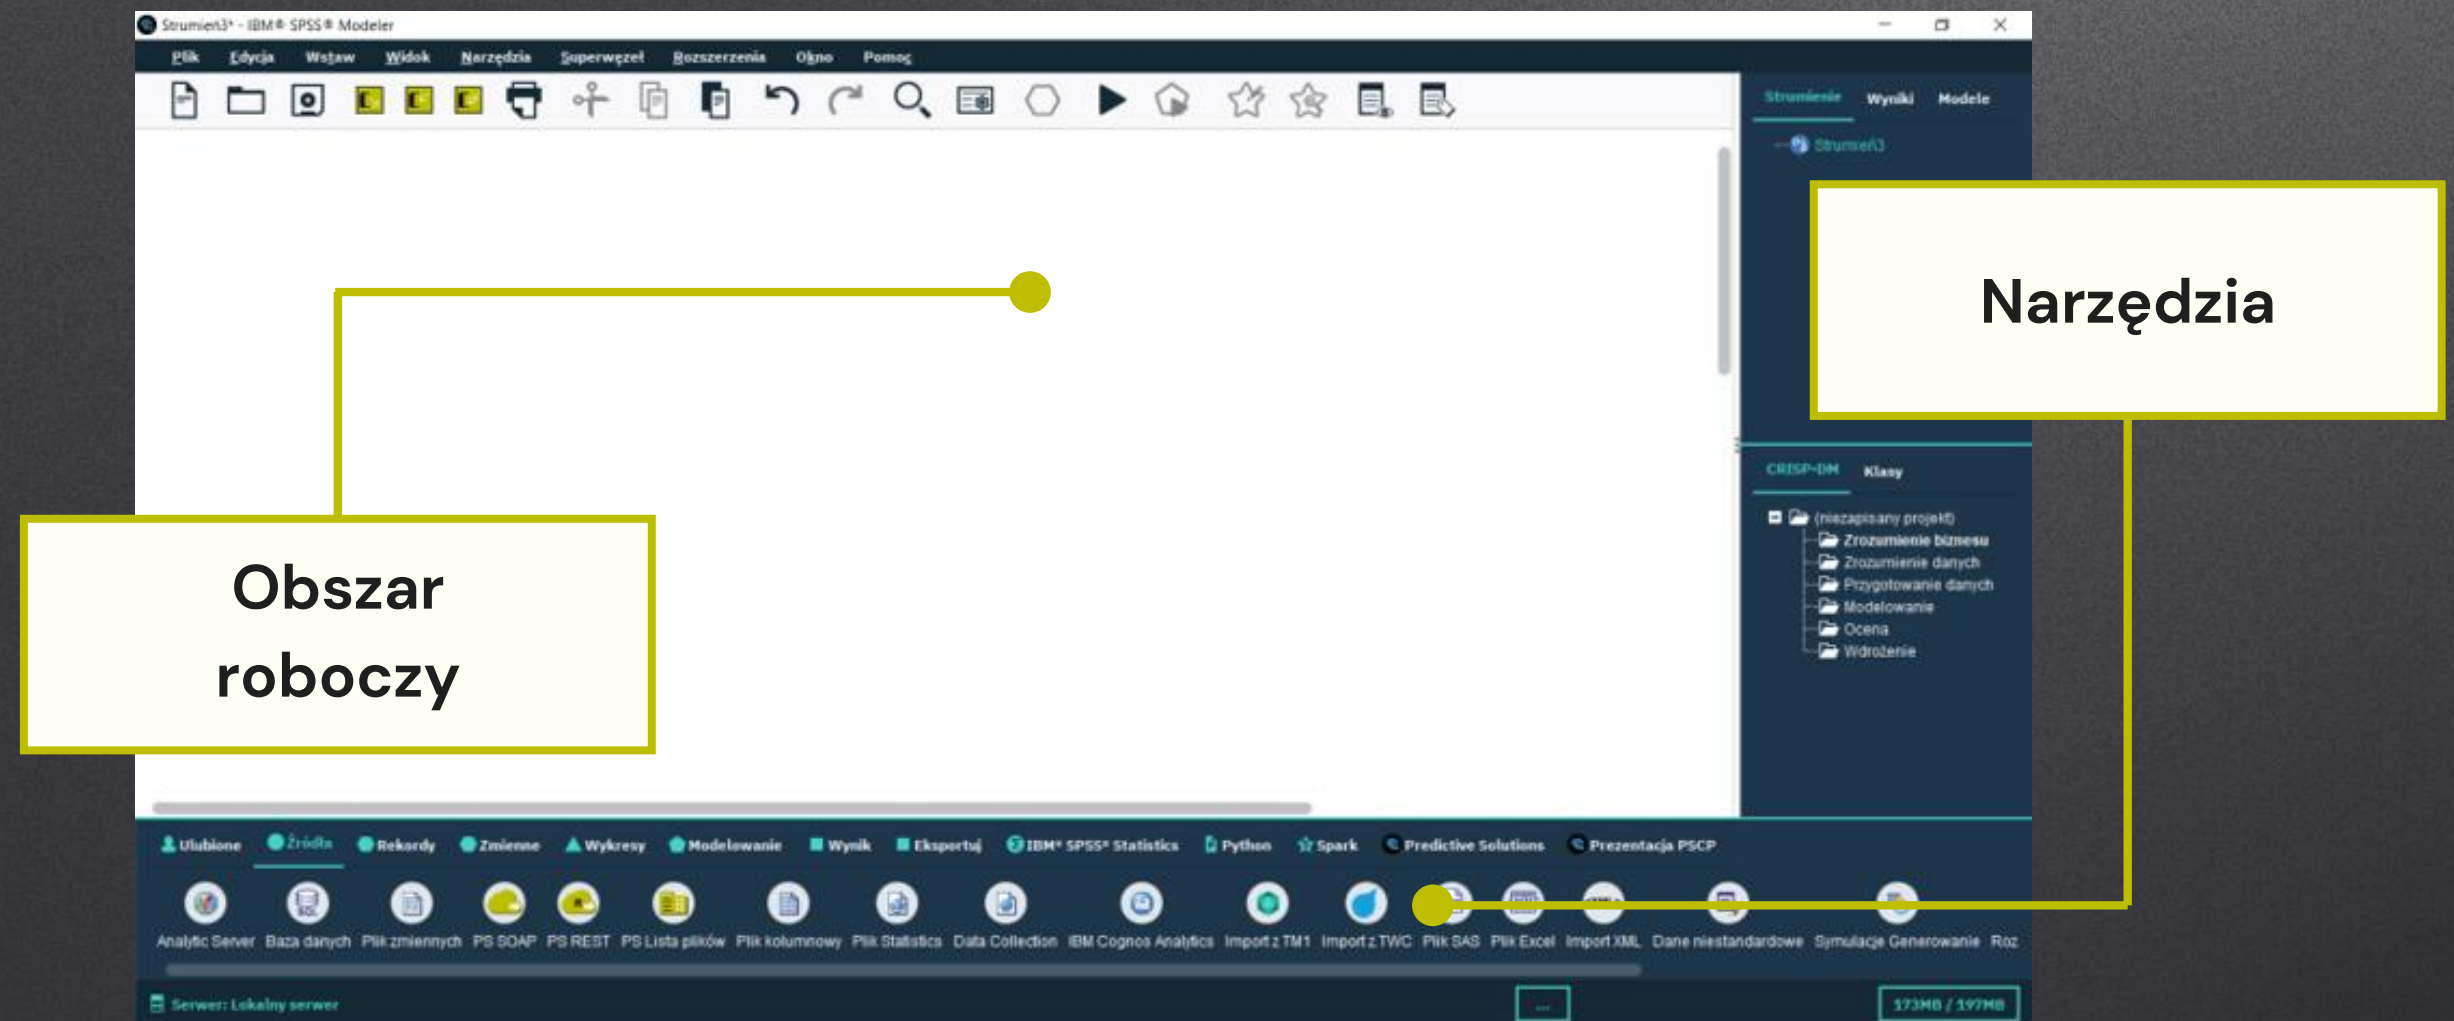 Strumień3* - IBM® SPSS® Modeler
Plik Edycja Wstaw Widok Narzędzia Superwęzeł Rozszerzenia Okno Pomoc
Strumienie Wyniki Modele
Strumień3
Narzędzia
CRISP-DM Klasy
(niezapisany projekt)
Zrozumienie biznesu
Zrozumienie danych
Przygotowanie danych
Modelowanie
Ocena
Wdrożenie
Obszar
roboczy
Ulubione Źródła Rekordy Zmienne Wykresy Modelowanie Wynik Eksportuj IBM® SPSS® Statistics Python Spark Predictive Solutions Prezentacja PSCP
Analytic Server Baza danych Plik zmiennych PS SOAP PS REST PS Lista plików Plik kolumnowy Plik Statistics Data Collection IBM Cognos Analytics Import z TM1 Import z TWC Plik SAS Plik Excel Import XML Dane niestandardowe Symulacje Generowanie Roz
Serwer: Lokalny serwer ... 173MB / 197MB